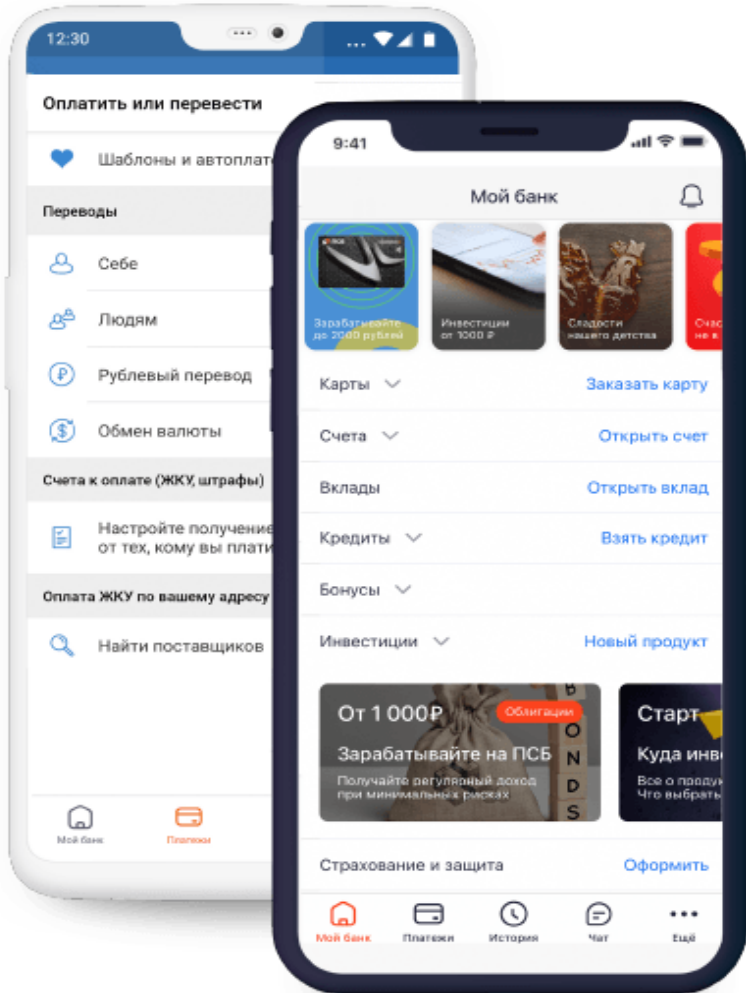 12:30
Оплатить или перевести
Шаблоны и автоплат
Переводы
Себе
Людям
Рублевый перевод
Обмен валюты
Счета к оплате (ЖКУ, штрафы)
Настройте получение
от тех, кому вы плати
Оплата ЖКУ по вашему адресу
Найти поставщиков
Мой банк
Платежи
9:41
Мой банк
ПСБ
Зарабатывайте
до 2000 рублей
Инвестиции
от 1000 ₽
Сладости
нашего детства
Счас
не в
Карты
Заказать карту
Счета
Открыть счет
Вклады
Открыть вклад
Кредиты
Взять кредит
Бонусы
Инвестиции
Новый продукт
От 1 000₽
Облигации
Зарабатывайте на ПСБ
Получайте регулярный доход
при минимальных рисках
BONDS
Старт
Куда инв
Все о продук
Что выбрать
Страхование и защита
Оформить
Мой банк
Платежи
История
Чат
Ещё